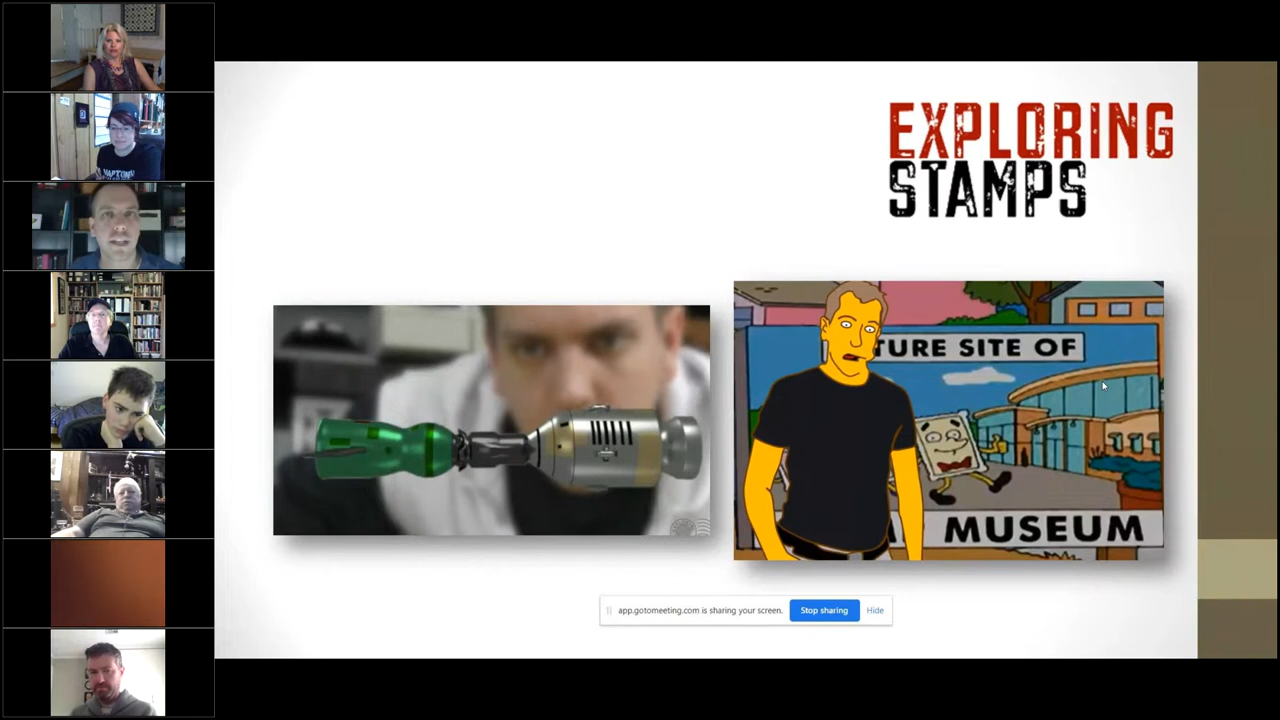 EXPLORING
STAMPS
TURE SITE OF
MUSEUM
app.gotomeeting.com is sharing your screen.
Stop sharing
Hide